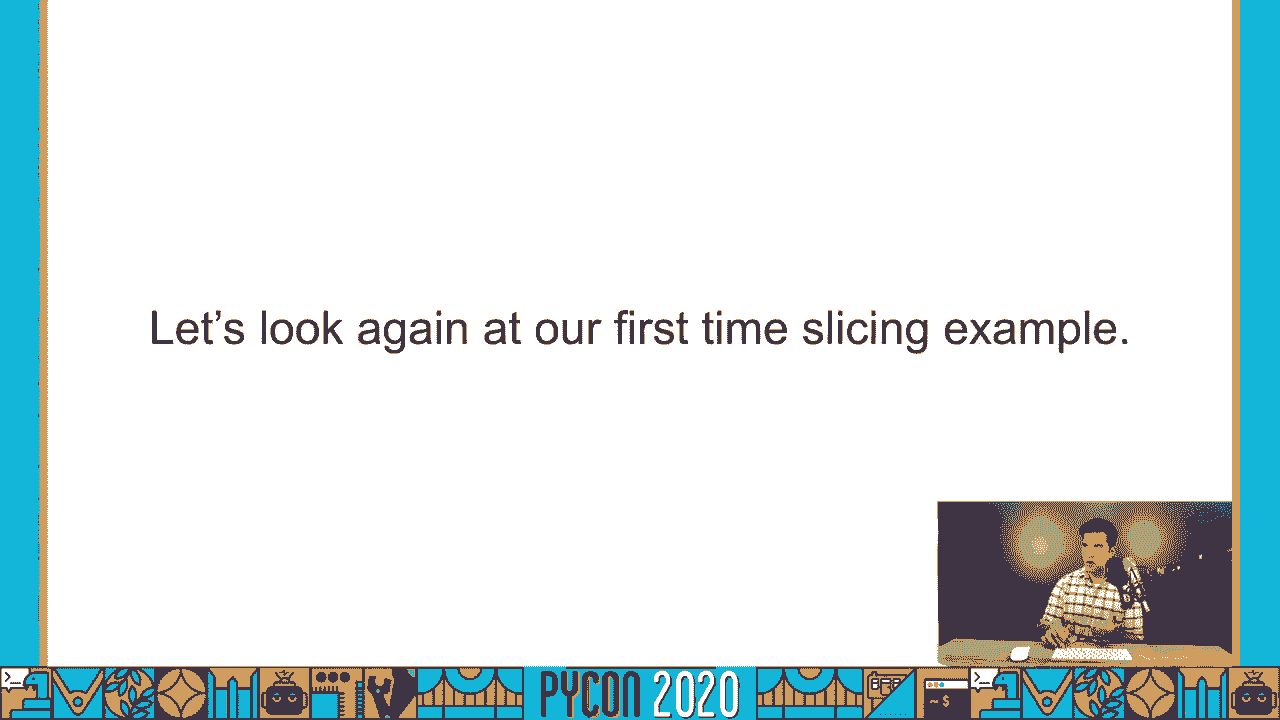 Let’s look again at our first time slicing example.
~ $
PYCON 2020